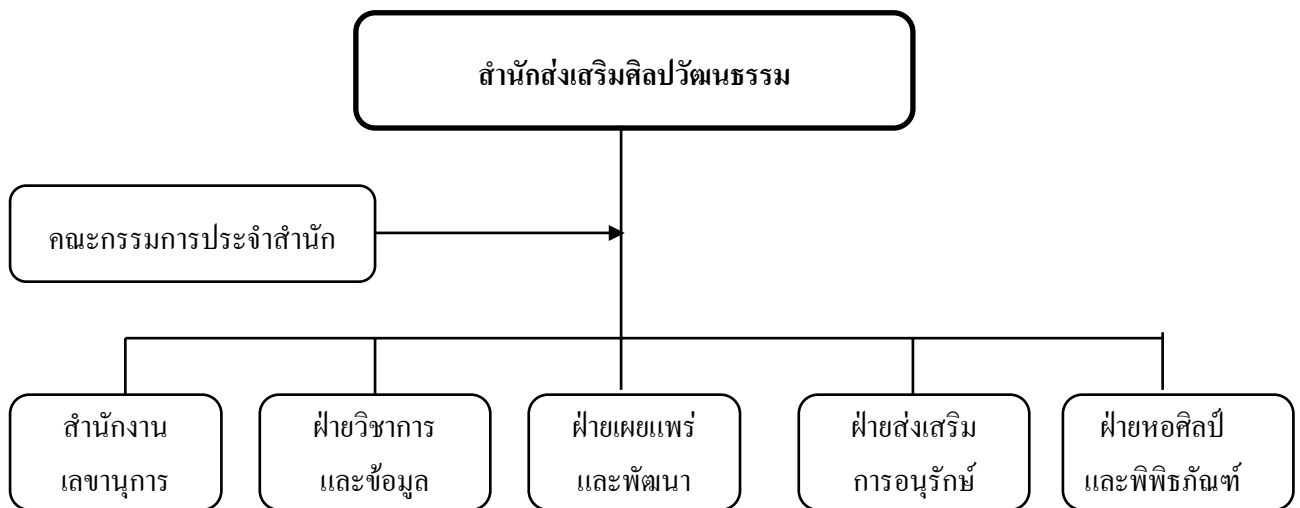 สำนักส่งเสริมศิลปวัฒนธรรม
คณะกรรมการประจำสำนัก
สำนักงาน
เลขานุการ
ฝ่ายวิชาการ
และข้อมูล
ฝ่ายเผยแพร่
และพัฒนา
ฝ่ายส่งเสริม
การอนุรักษ์
ฝ่ายหอศิลป์
และพิพิธภัณฑ์